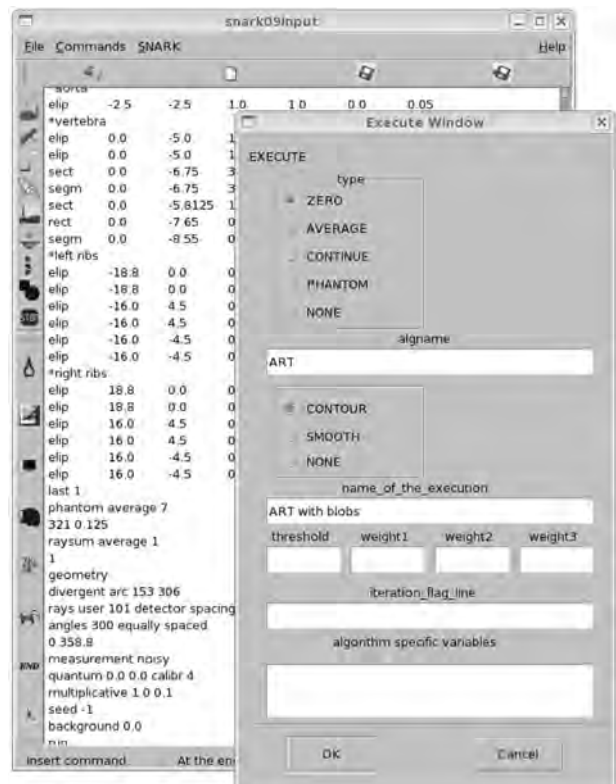 snark09Input
File Commands SNARK Help
*aorta
elip -2.5 -2.5 1.0 1.0 0.0 0.05
*vertebra
elip 0.0 -5.0 1
elip 0.0 -5.0 1
sect 0.0 -6.75 3
segm 0.0 -6.75 3
sect 0.0 -5.8125 1
rect 0.0 -7.65 0
segm 0.0 -8.55 0
*left ribs
elip -18.8 0.0 0
elip -18.8 0.0 0
elip -16.0 4.5 0
elip -16.0 4.5 0
elip -16.0 -4.5 0
elip -16.0 -4.5 0
*right ribs
elip 18.8 0.0 0
elip 18.8 0.0 0
elip 16.0 4.5 0
elip 16.0 4.5 0
elip 16.0 -4.5 0
elip 16.0 -4.5 0
last 1
phantom average 7
321 0.125
raysum average 1
1
geometry
divergent arc 153 306
rays user 101 detector spacing
angles 300 equally spaced
0 358.8
measurement noisy
quantum 0.0 0.0 calibr 4
multiplicative 1.0 0.1
seed -1
background 0.0
run
Insert command At the en
STOP
END
Execute Window
EXECUTE
type
ZERO
AVERAGE
CONTINUE
PHANTOM
NONE
algname
ART
CONTOUR
SMOOTH
NONE
name_of_the_execution
ART with blobs
threshold weight1 weight2 weight3
iteration_flag_line
algorithm specific variables
OK Cancel